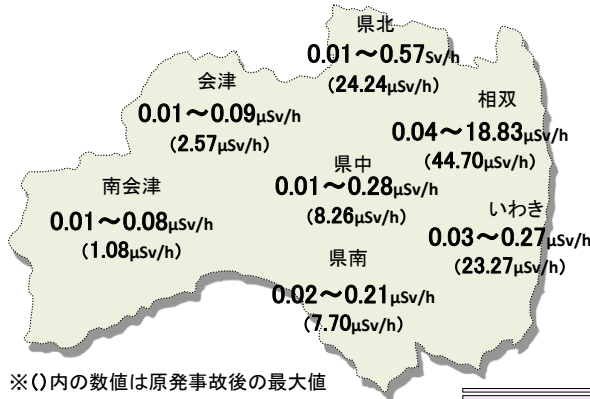 県北
0.01～0.57Sv/h
(24.24μSv/h)
会津
0.01～0.09μSv/h
(2.57μSv/h)
相双
0.04～18.83μSv/h
(44.70μSv/h)
県中
0.01～0.28μSv/h
(8.26μSv/h)
南会津
0.01～0.08μSv/h
(1.08μSv/h)
いわき
0.03～0.27μSv/h
(23.27μSv/h)
県南
0.02～0.21μSv/h
(7.70μSv/h)
※()内の数値は原発事故後の最大値